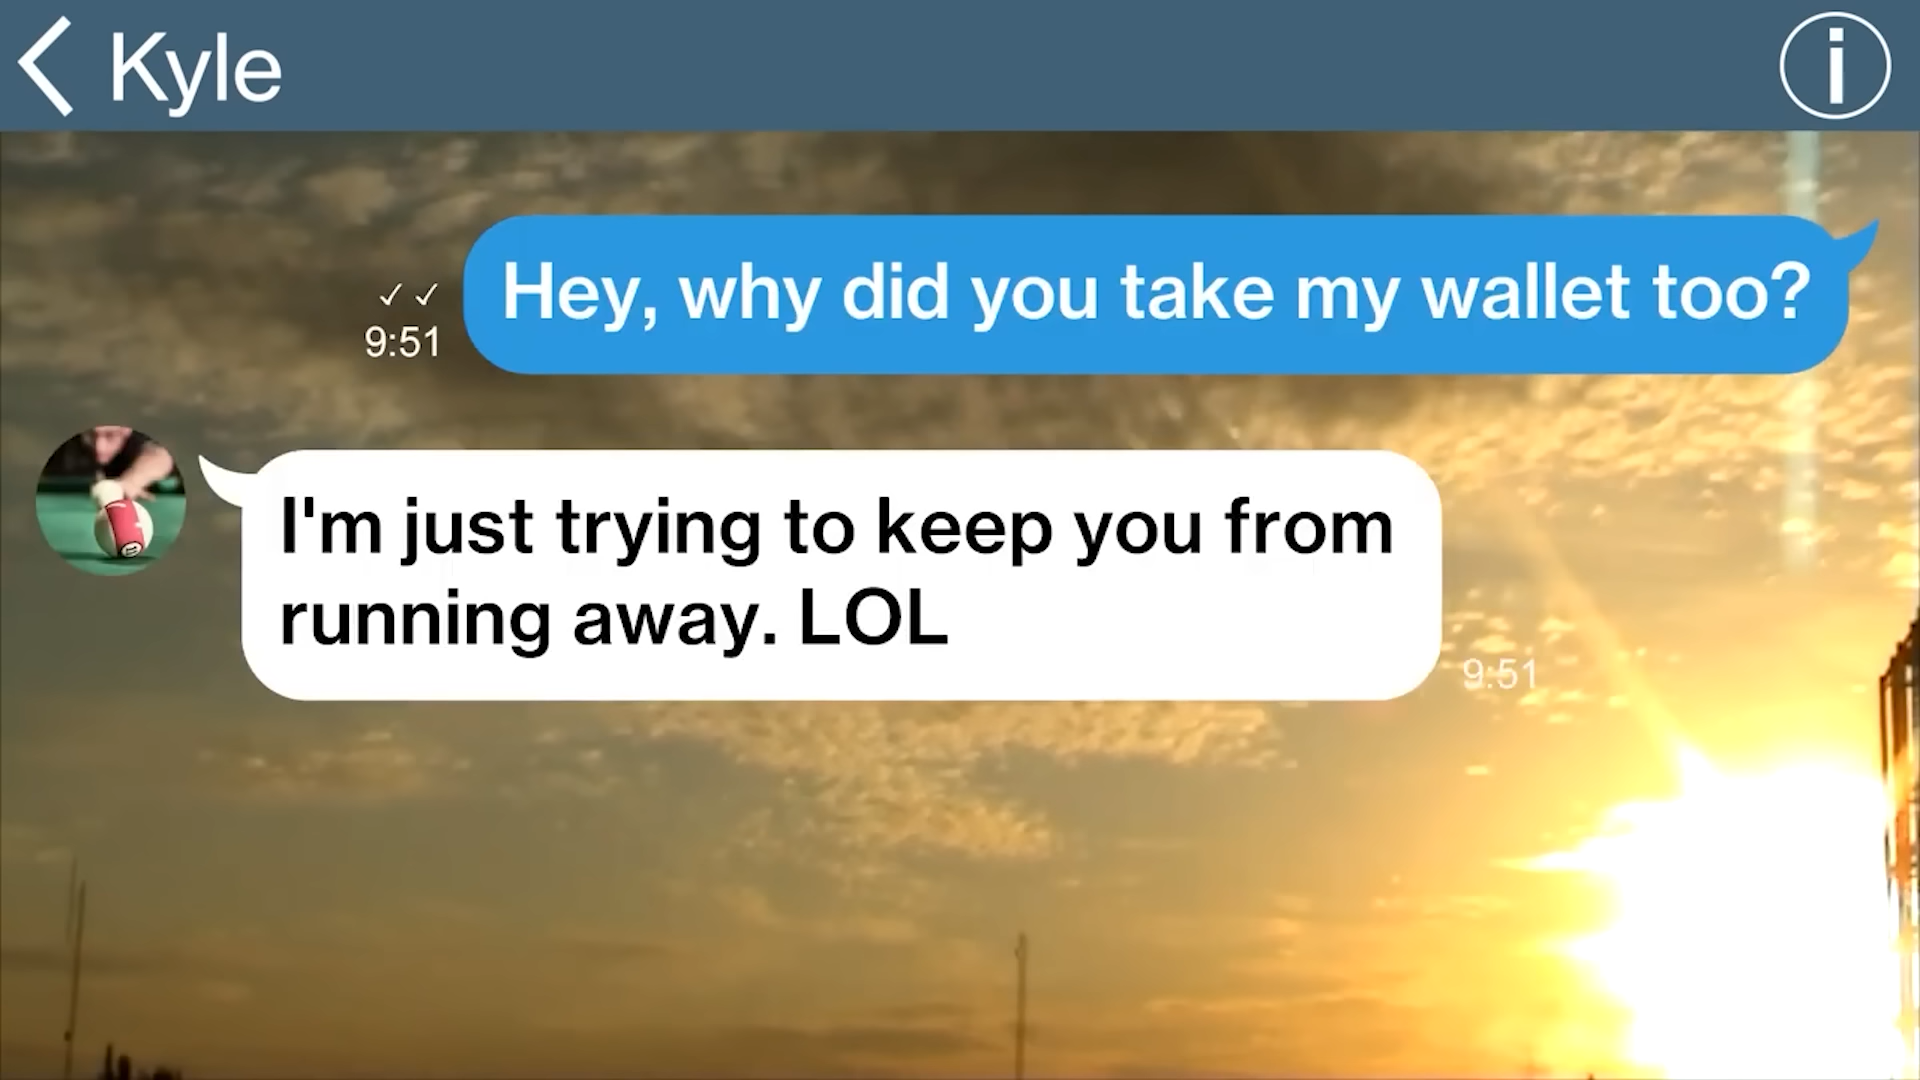 Kyle
i
Hey, why did you take my wallet too?
✓✓
9:51
I'm just trying to keep you from
running away. LOL
9:51